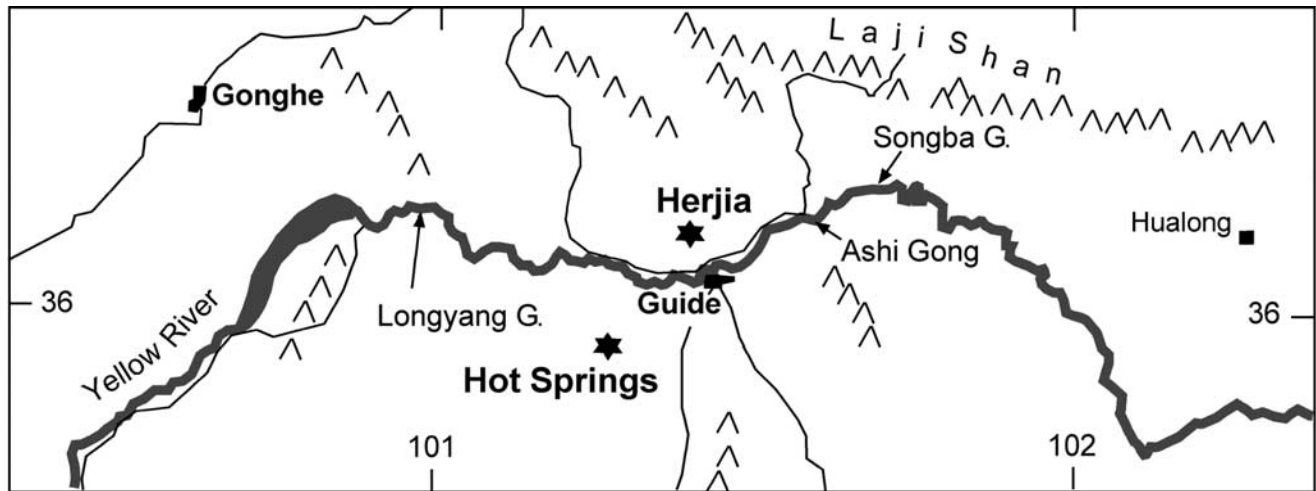 Laji Shan
Gonghe
Songba G.
Herjia
Hualong
Ashi Gong
36
Longyang G.
Guide
36
Yellow River
Hot Springs
101
102